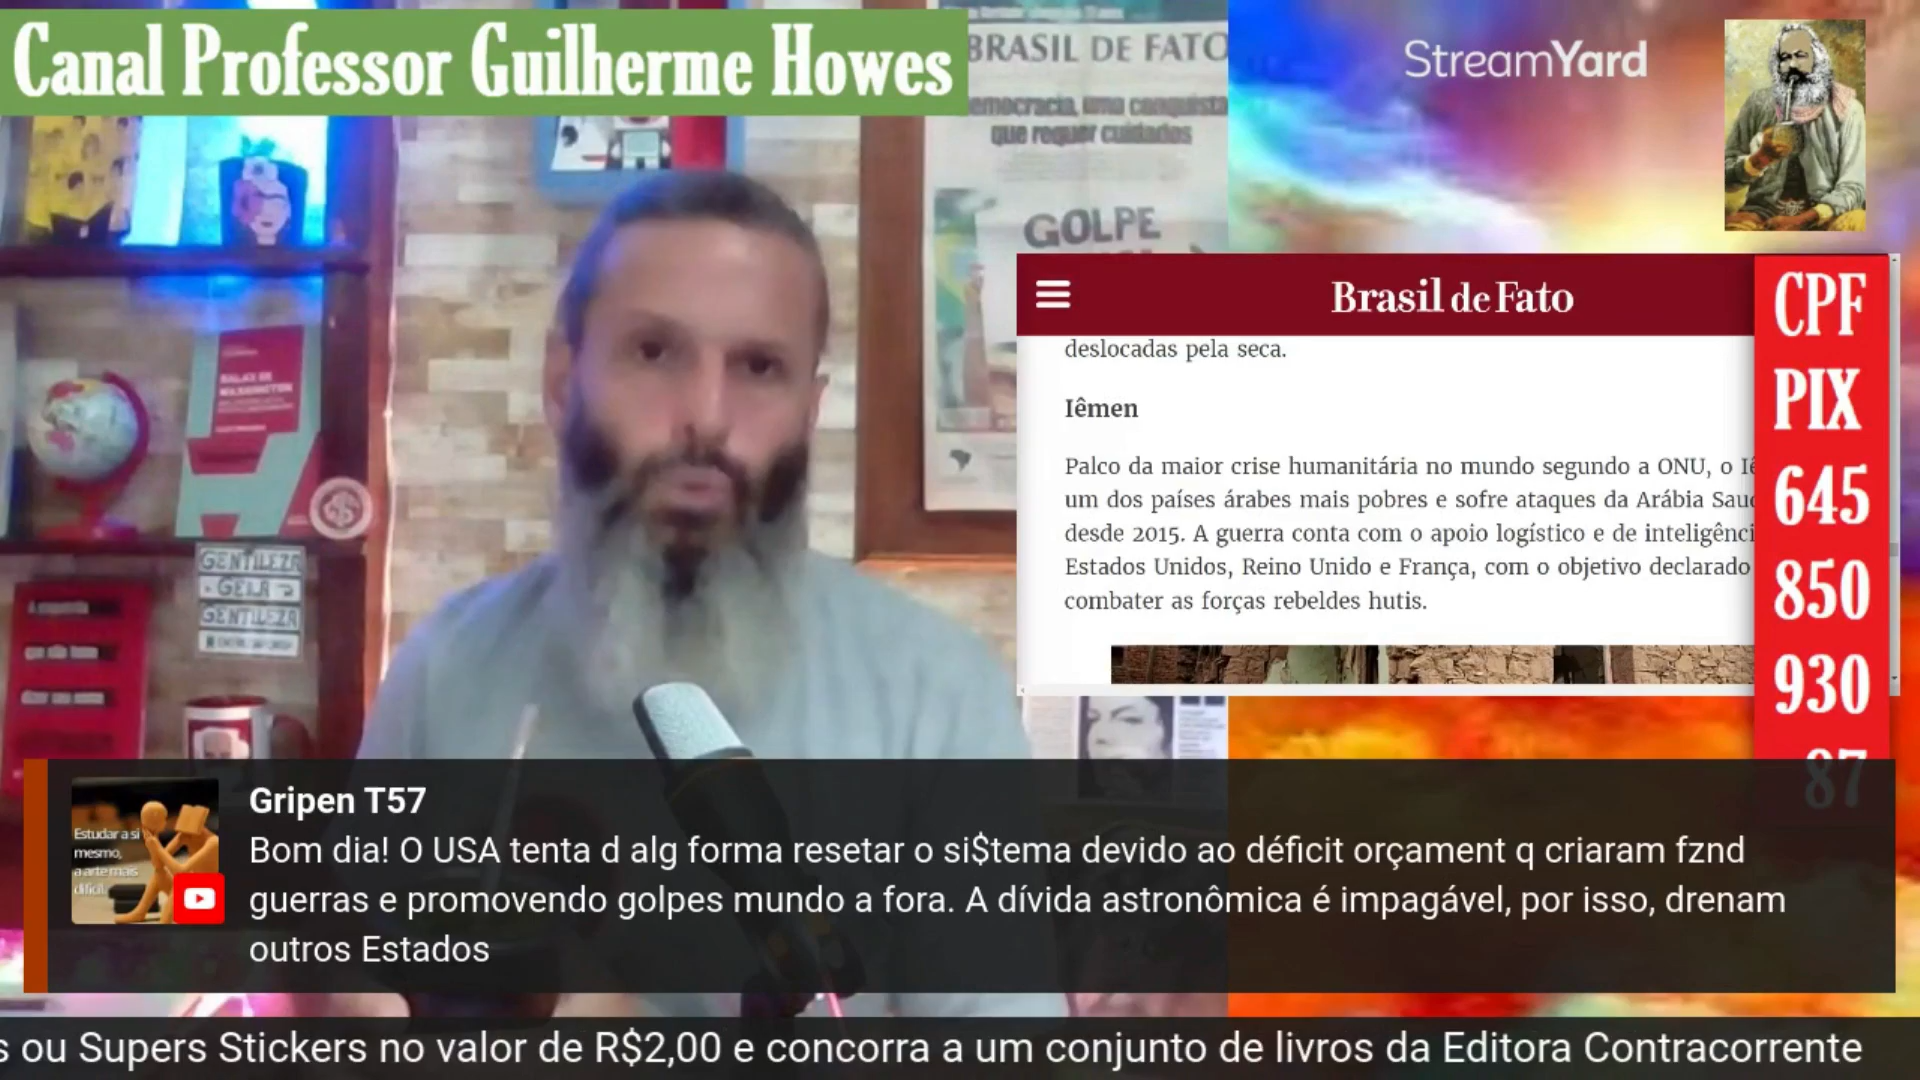 Canal Professor Guilherme Howes
BRASIL DE FATO
que requer cuidados
GOLPE
StreamYard
Brasil de Fato
deslocadas pela seca.
Iêmen
Palco da maior crise humanitária no mundo segundo a ONU, o
um dos países árabes mais pobres e sofre ataques da Arábia
desde 2015. A guerra conta com o apoio logístico e de
Estados Unidos, Reino Unido e França, com o objetivo declarado
combater as forças rebeldes hutis.
CPF
PIX
645
850
930
87
GENTILEZA
GERA
GENTILEZA
Gripen T57
Estudar a si
mesmo,
a arte mais
difícil.
Bom dia! O USA tenta d alg forma resetar o si$tema devido ao déficit orçament q criaram fznd
guerras e promovendo golpes mundo a fora. A dívida astronômica é impagável, por isso, drenam
outros Estados
s ou Supers Stickers no valor de R$2,00 e concorra a um conjunto de livros da Editora Contracorrente